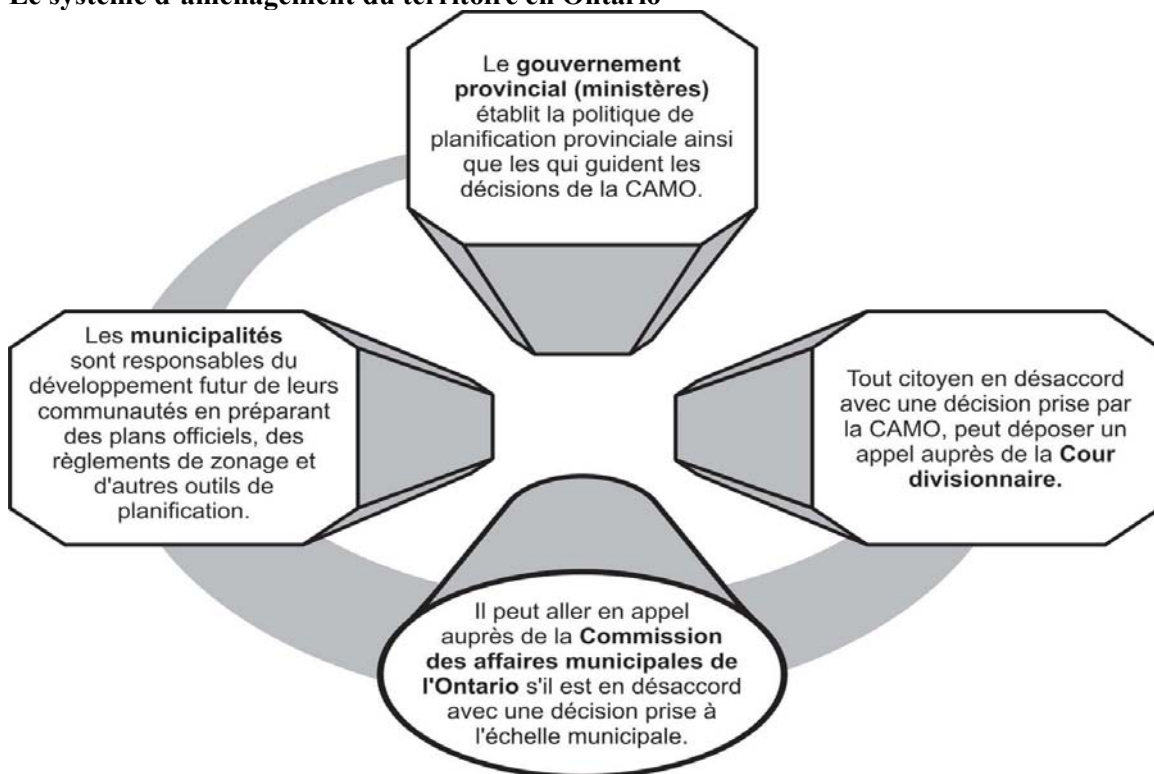 Le système d'aménagement du territoire en Ontario
Le gouvernement
provincial (ministères)
établit la politique de
planification provinciale ainsi
que les qui guident les
décisions de la CAMO.
Les municipalités
sont responsables du
développement futur de leurs
communautés en préparant
des plans officiels, des
règlements de zonage et
d'autres outils de
planification.
Tout citoyen en désaccord
avec une décision prise par
la CAMO, peut déposer un
appel auprès de la Cour
divisionnaire.
Il peut aller en appel
auprès de la Commission
des affaires municipales de
l'Ontario s'il est en désaccord
avec une décision prise à
l'échelle municipale.